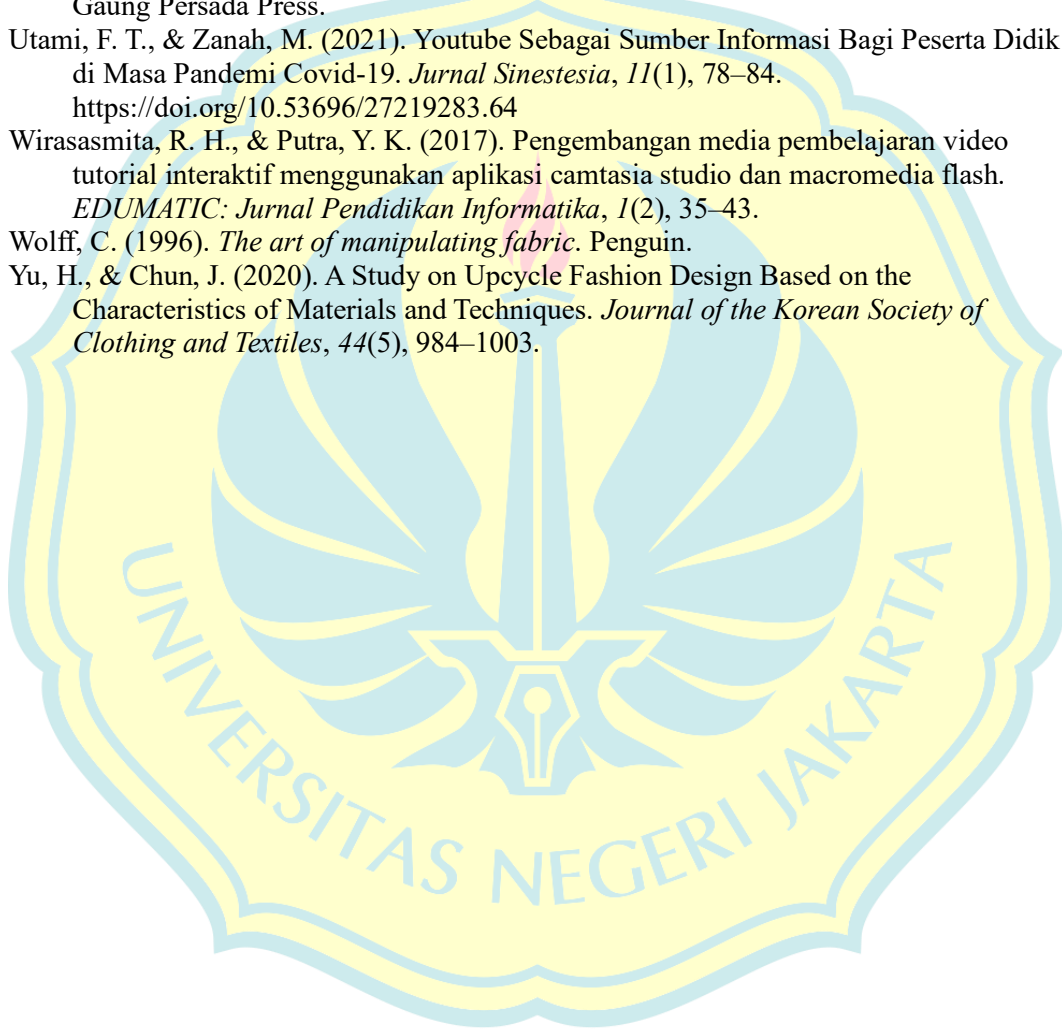 Gaung Persada Press.
Utami, F. T., & Zanah, M. (2021). Youtube Sebagai Sumber Informasi Bagi Peserta Didik
di Masa Pandemi Covid-19. Jurnal Sinestesia, 11(1), 78–84.
https://doi.org/10.53696/27219283.64
Wirasasmita, R. H., & Putra, Y. K. (2017). Pengembangan media pembelajaran video
tutorial interaktif menggunakan aplikasi camtasia studio dan macromedia flash.
EDUMATIC: Jurnal Pendidikan Informatika, 1(2), 35–43.
Wolff, C. (1996). The art of manipulating fabric. Penguin.
Yu, H., & Chun, J. (2020). A Study on Upcycle Fashion Design Based on the
Characteristics of Materials and Techniques. Journal of the Korean Society of
Clothing and Textiles, 44(5), 984–1003.
UNIVERSITAS NEGERI JAKARTA